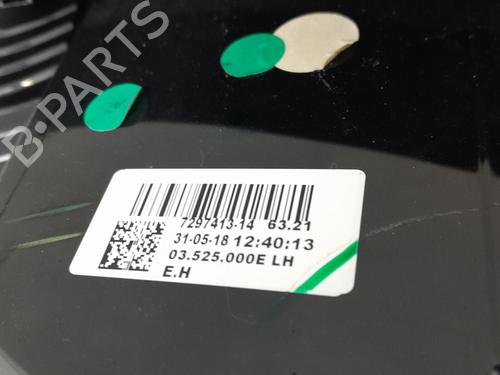 B-PARTS
7297413-14 63.21
31-05-18 12:40:13
03.525.000E LH
E.H